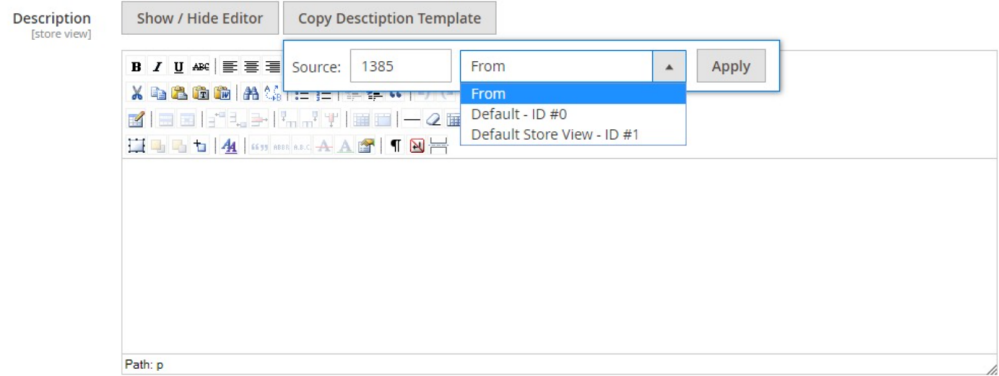 Description
[store view]
Show / Hide Editor
Copy Desctiption Template
Source:
1385
From
Apply
From
Default - ID #0
Default Store View - ID #1
B I U ABC
Path: p